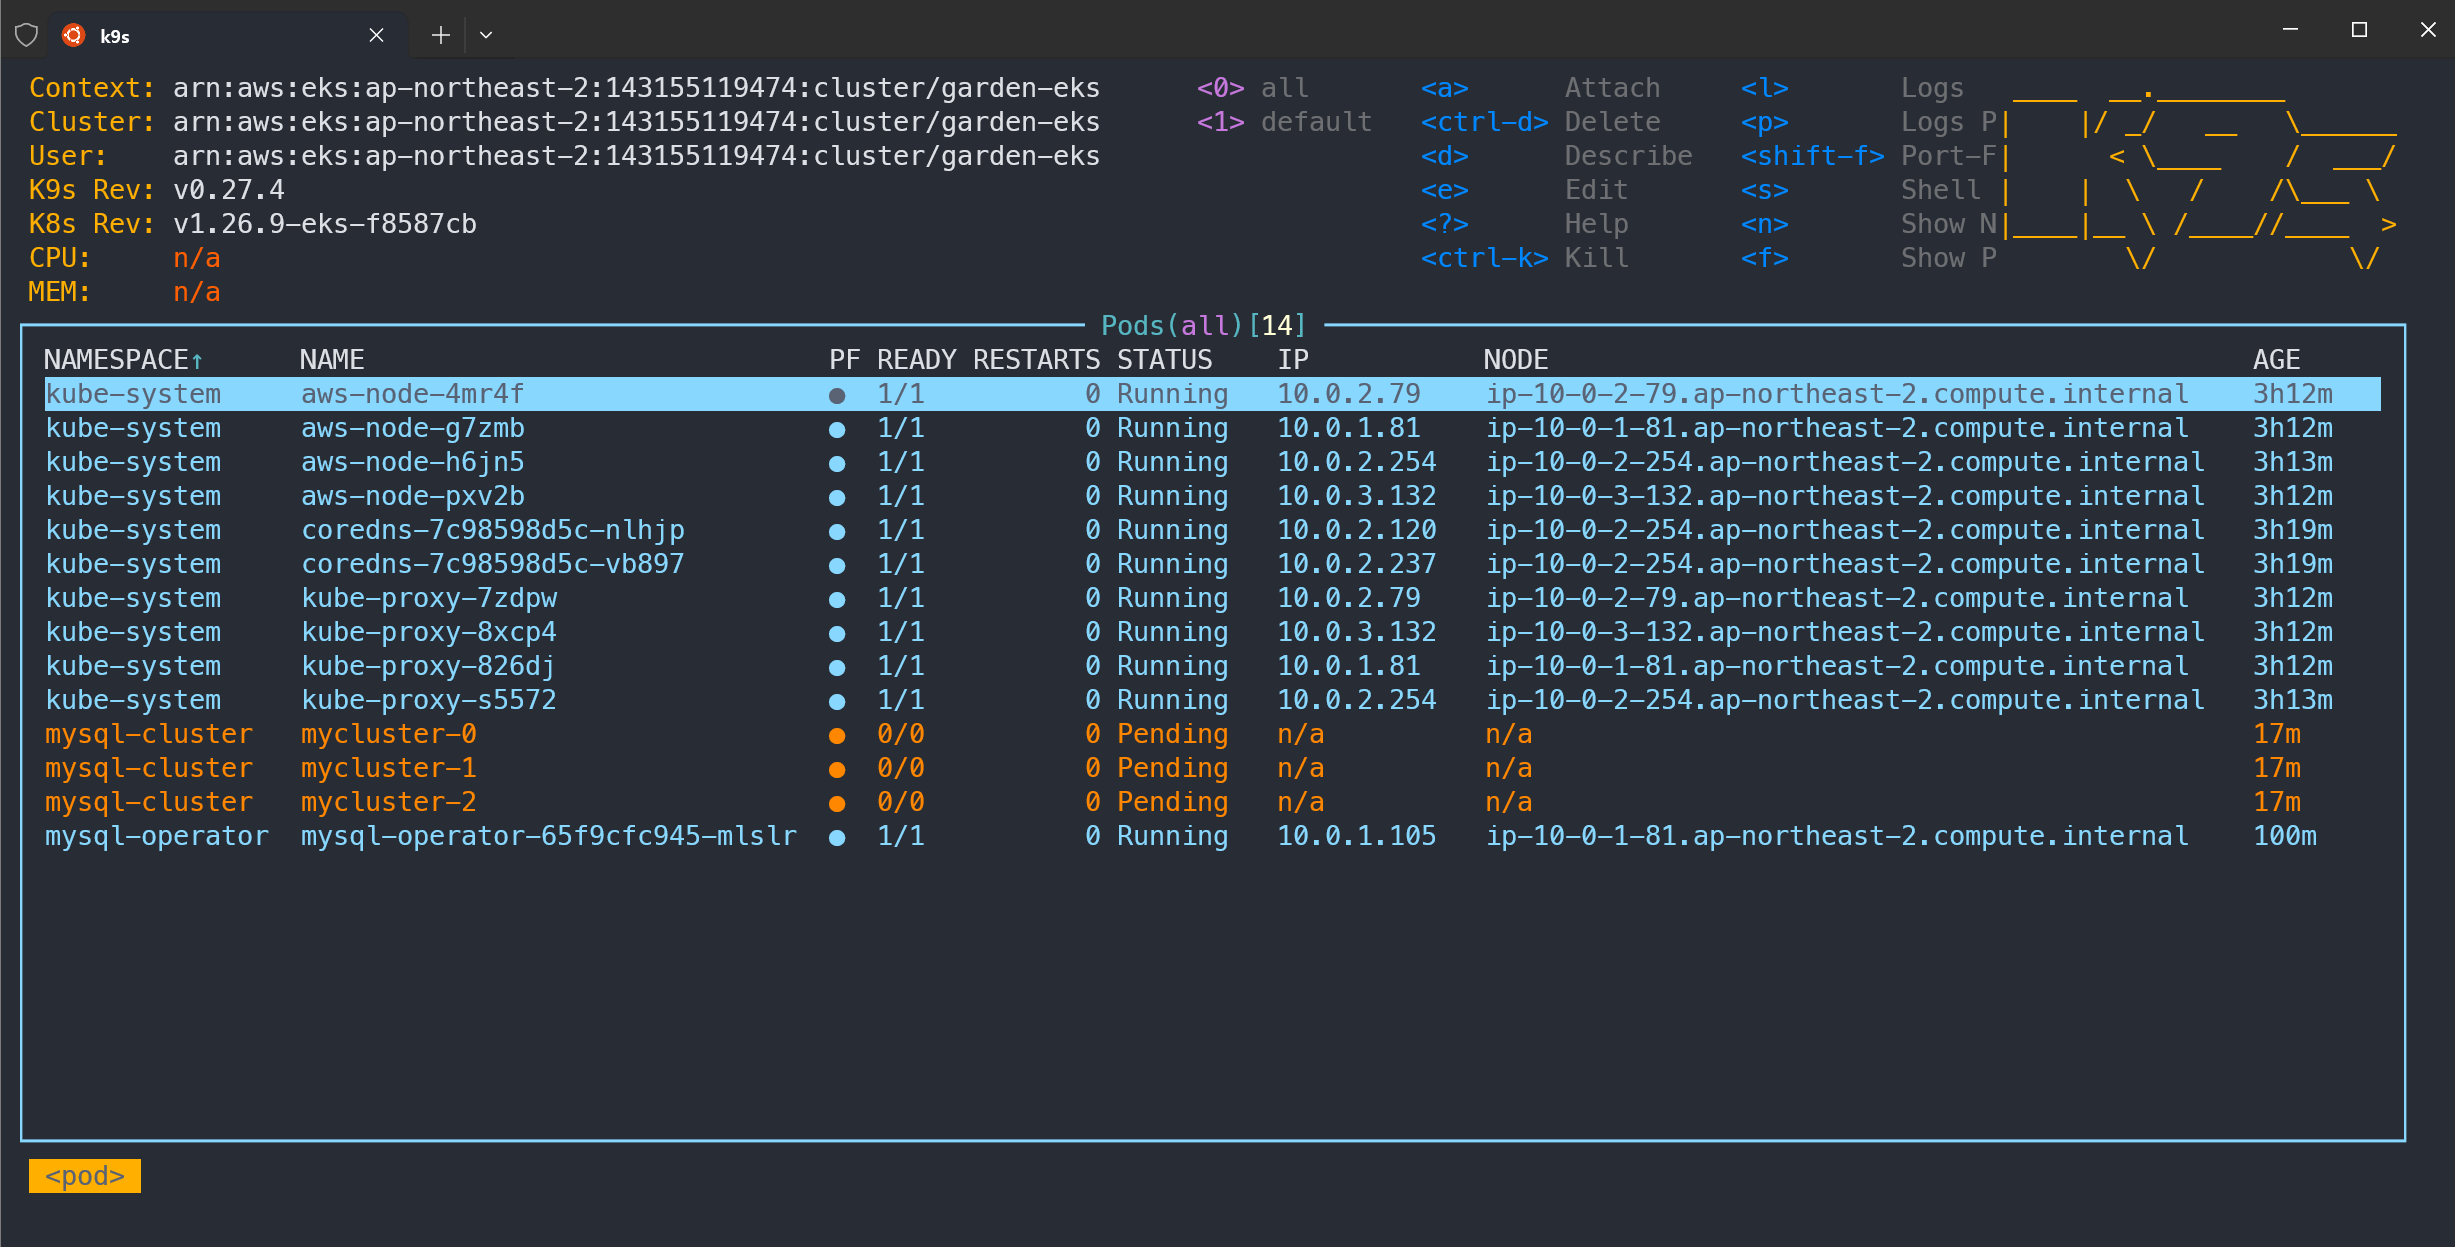 k9s
Context: arn:aws:eks:ap-northeast-2:143155119474:cluster/garden-eks <0> all <a> Attach <l> Logs
Cluster: arn:aws:eks:ap-northeast-2:143155119474:cluster/garden-eks <1> default <ctrl-d> Delete <p> Logs P
User: arn:aws:eks:ap-northeast-2:143155119474:cluster/garden-eks <d> Describe <shift-f> Port-F
K9s Rev: v0.27.4 <e> Edit <s> Shell
K8s Rev: v1.26.9-eks-f8587cb <?> Help <n> Show N
CPU: n/a <ctrl-k> Kill <f> Show P
MEM: n/a
Pods(all)[14]
NAMESPACE↑ NAME PF READY RESTARTS STATUS IP NODE AGE
kube-system aws-node-4mr4f ● 1/1 0 Running 10.0.2.79 ip-10-0-2-79.ap-northeast-2.compute.internal 3h12m
kube-system aws-node-g7zmb ● 1/1 0 Running 10.0.1.81 ip-10-0-1-81.ap-northeast-2.compute.internal 3h12m
kube-system aws-node-h6jn5 ● 1/1 0 Running 10.0.2.254 ip-10-0-2-254.ap-northeast-2.compute.internal 3h13m
kube-system aws-node-pxv2b ● 1/1 0 Running 10.0.3.132 ip-10-0-3-132.ap-northeast-2.compute.internal 3h12m
kube-system coredns-7c98598d5c-nlhjp ● 1/1 0 Running 10.0.2.120 ip-10-0-2-254.ap-northeast-2.compute.internal 3h19m
kube-system coredns-7c98598d5c-vb897 ● 1/1 0 Running 10.0.2.237 ip-10-0-2-254.ap-northeast-2.compute.internal 3h19m
kube-system kube-proxy-7zdpw ● 1/1 0 Running 10.0.2.79 ip-10-0-2-79.ap-northeast-2.compute.internal 3h12m
kube-system kube-proxy-8xcp4 ● 1/1 0 Running 10.0.3.132 ip-10-0-3-132.ap-northeast-2.compute.internal 3h12m
kube-system kube-proxy-826dj ● 1/1 0 Running 10.0.1.81 ip-10-0-1-81.ap-northeast-2.compute.internal 3h12m
kube-system kube-proxy-s5572 ● 1/1 0 Running 10.0.2.254 ip-10-0-2-254.ap-northeast-2.compute.internal 3h13m
mysql-cluster mycluster-0 ● 0/0 0 Pending n/a n/a 17m
mysql-cluster mycluster-1 ● 0/0 0 Pending n/a n/a 17m
mysql-cluster mycluster-2 ● 0/0 0 Pending n/a n/a 17m
mysql-operator mysql-operator-65f9cfc945-mlslr ● 1/1 0 Running 10.0.1.105 ip-10-0-1-81.ap-northeast-2.compute.internal 100m
<pod>